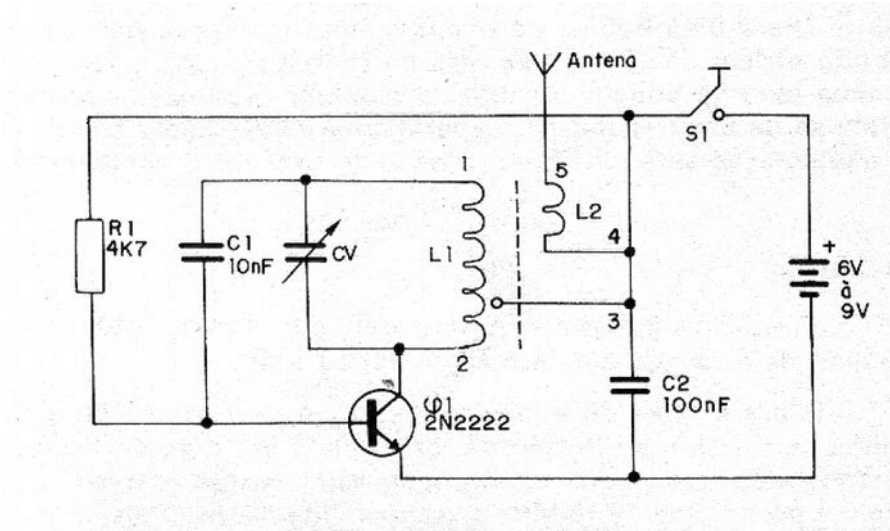 Antena
S1
1
5
R1
4K7
C1
10nF
CV
L1
L2
4
+
6V
à
9V
3
2
C2
100nF
φ1
2N2222